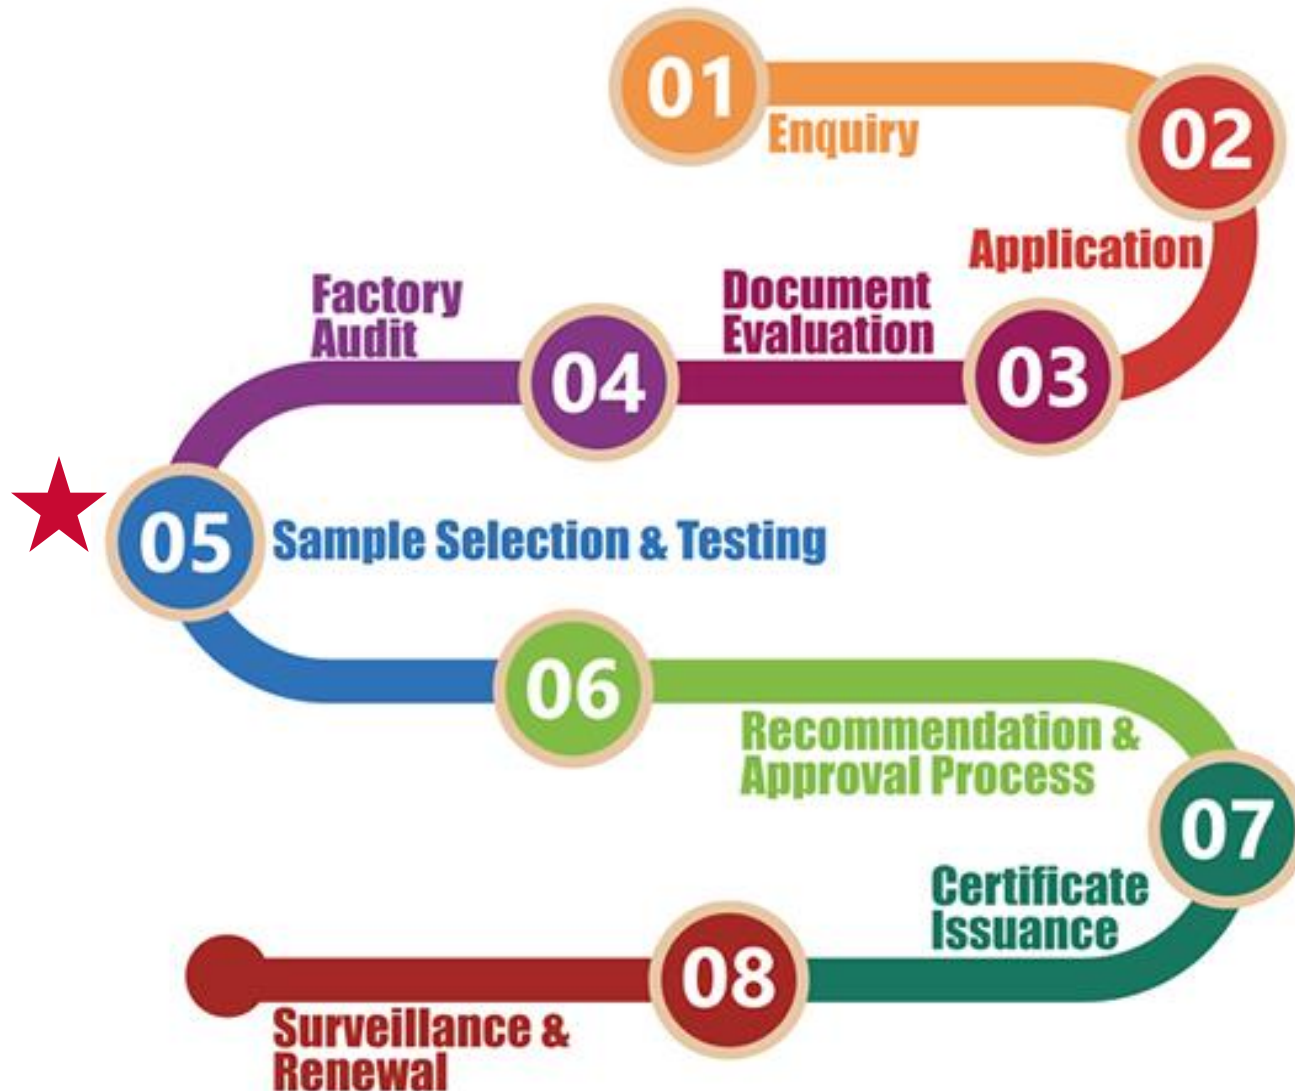 01
Enquiry
02
Application
03
Document
Evaluation
04
Factory
Audit
05
Sample Selection & Testing
06
Recommendation &
Approval Process
07
Certificate
Issuance
08
Surveillance &
Renewal